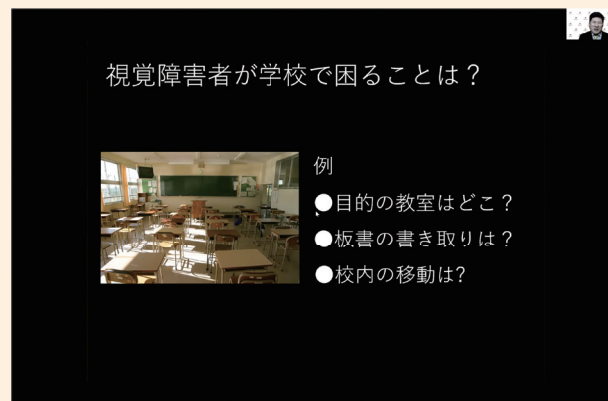 視覚障害者が学校で困ることは？
例
●目的の教室はどこ？
●板書の書き取りは？
●校内の移動は?